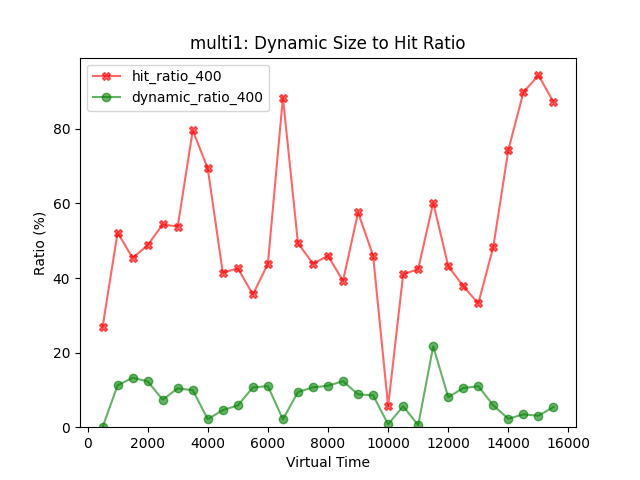 multi1: Dynamic Size to Hit Ratio
hit_ratio_400
dynamic_ratio_400
Ratio (%)
80
60
40
20
0
0 2000 4000 6000 8000 10000 12000 14000 16000
Virtual Time